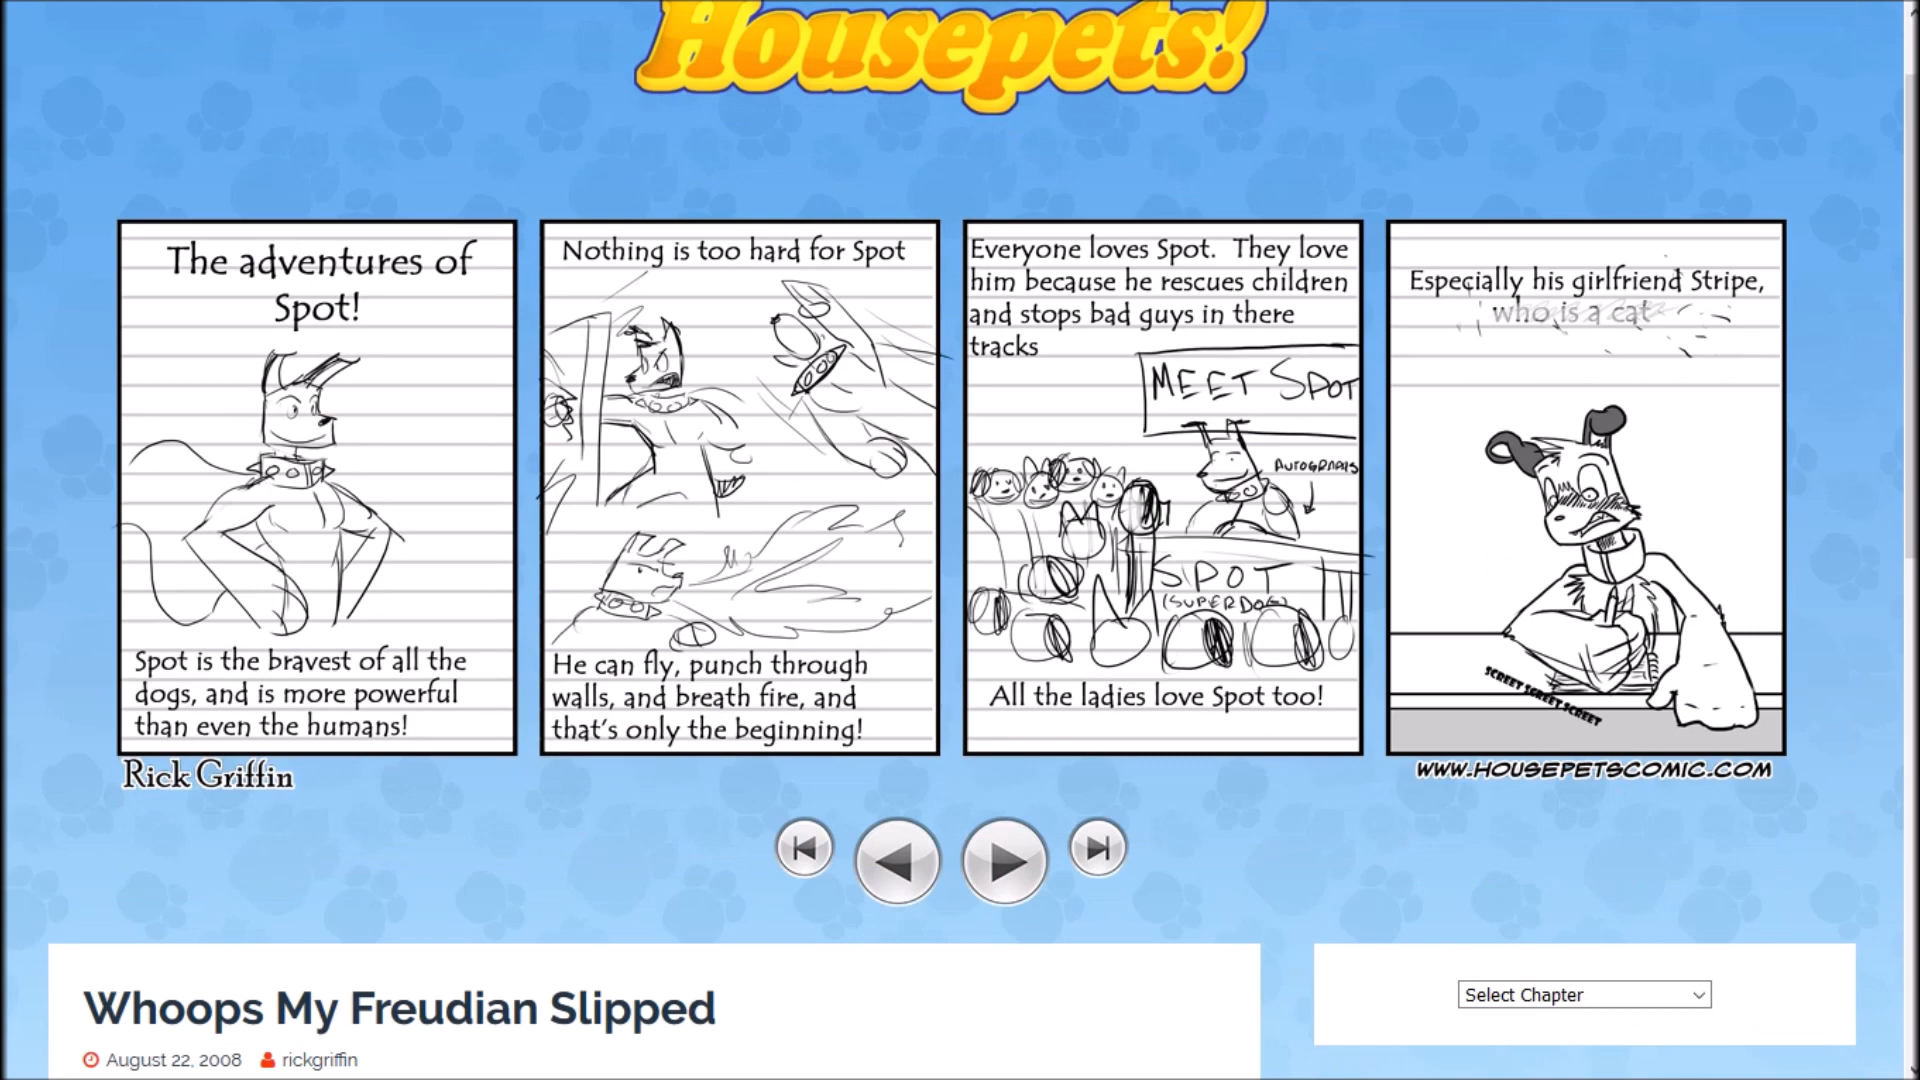 Housepets!
The adventures of
Spot!
Spot is the bravest of all the
dogs, and is more powerful
than even the humans!
Nothing is too hard for Spot
He can fly, punch through
walls, and breath fire, and
that's only the beginning!
Everyone loves Spot. They love
him because he rescues children
and stops bad guys in there
tracks
MEET SPOT
AUTOGRAPHS
SPOT
(SUPERDOG)
All the ladies love Spot too!
Especially his girlfriend Stripe,
who is a cat
SCREET SCREET SCREET
Rick Griffin
WWW.HOUSEPETSCOMIC.COM
Whoops My Freudian Slipped
August 22, 2008 rickgriffin
Select Chapter